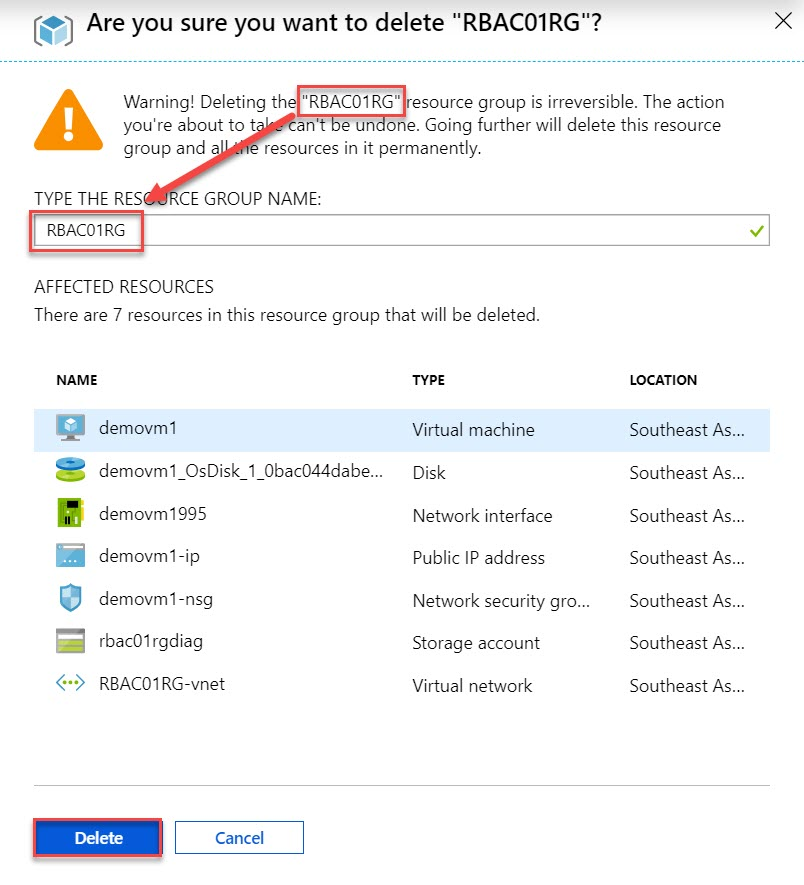 Are you sure you want to delete "RBAC01RG"?
Warning! Deleting the "RBAC01RG" resource group is irreversible. The action
you're about to take can't be undone. Going further will delete this resource
group and all the resources in it permanently.
TYPE THE RESOURCE GROUP NAME:
RBAC01RG
AFFECTED RESOURCES
There are 7 resources in this resource group that will be deleted.
NAME TYPE LOCATION
demovm1 Virtual machine Southeast As...
demovm1_OsDisk_1_0bac044dabe... Disk Southeast As...
demovm1995 Network interface Southeast As...
demovm1-ip Public IP address Southeast As...
demovm1-nsg Network security gro... Southeast As...
rbac01rgdiag Storage account Southeast As...
RBAC01RG-vnet Virtual network Southeast As...
Delete Cancel